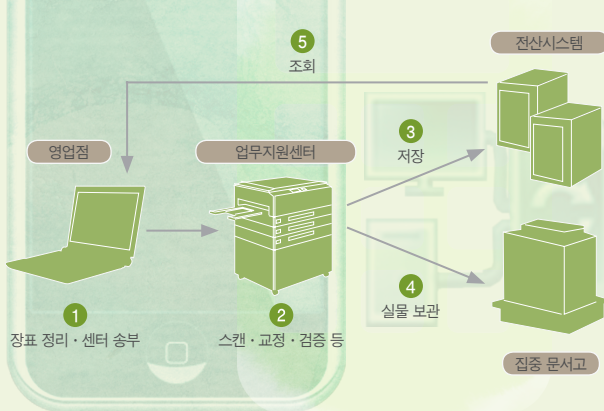 5
조회
전산시스템
영업점
업무지원센터
3
저장
1
장표 정리·센터 송부
2
스캔·교정·검증 등
4
실물 보관
집중 문서고